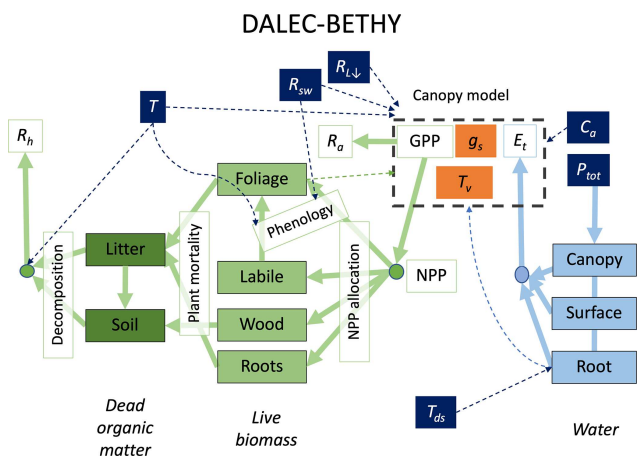 DALEC-BETHY
R_L↓
R_sw
T
Canopy model
C_a
R_h
R_a
GPP
g_s
E_t
P_tot
T_v
Foliage
Phenology
Litter
Plant mortality
Decomposition
Labile
NPP allocation
NPP
Canopy
Soil
Wood
Surface
Roots
Root
T_ds
Dead
organic
matter
Live
biomass
Water